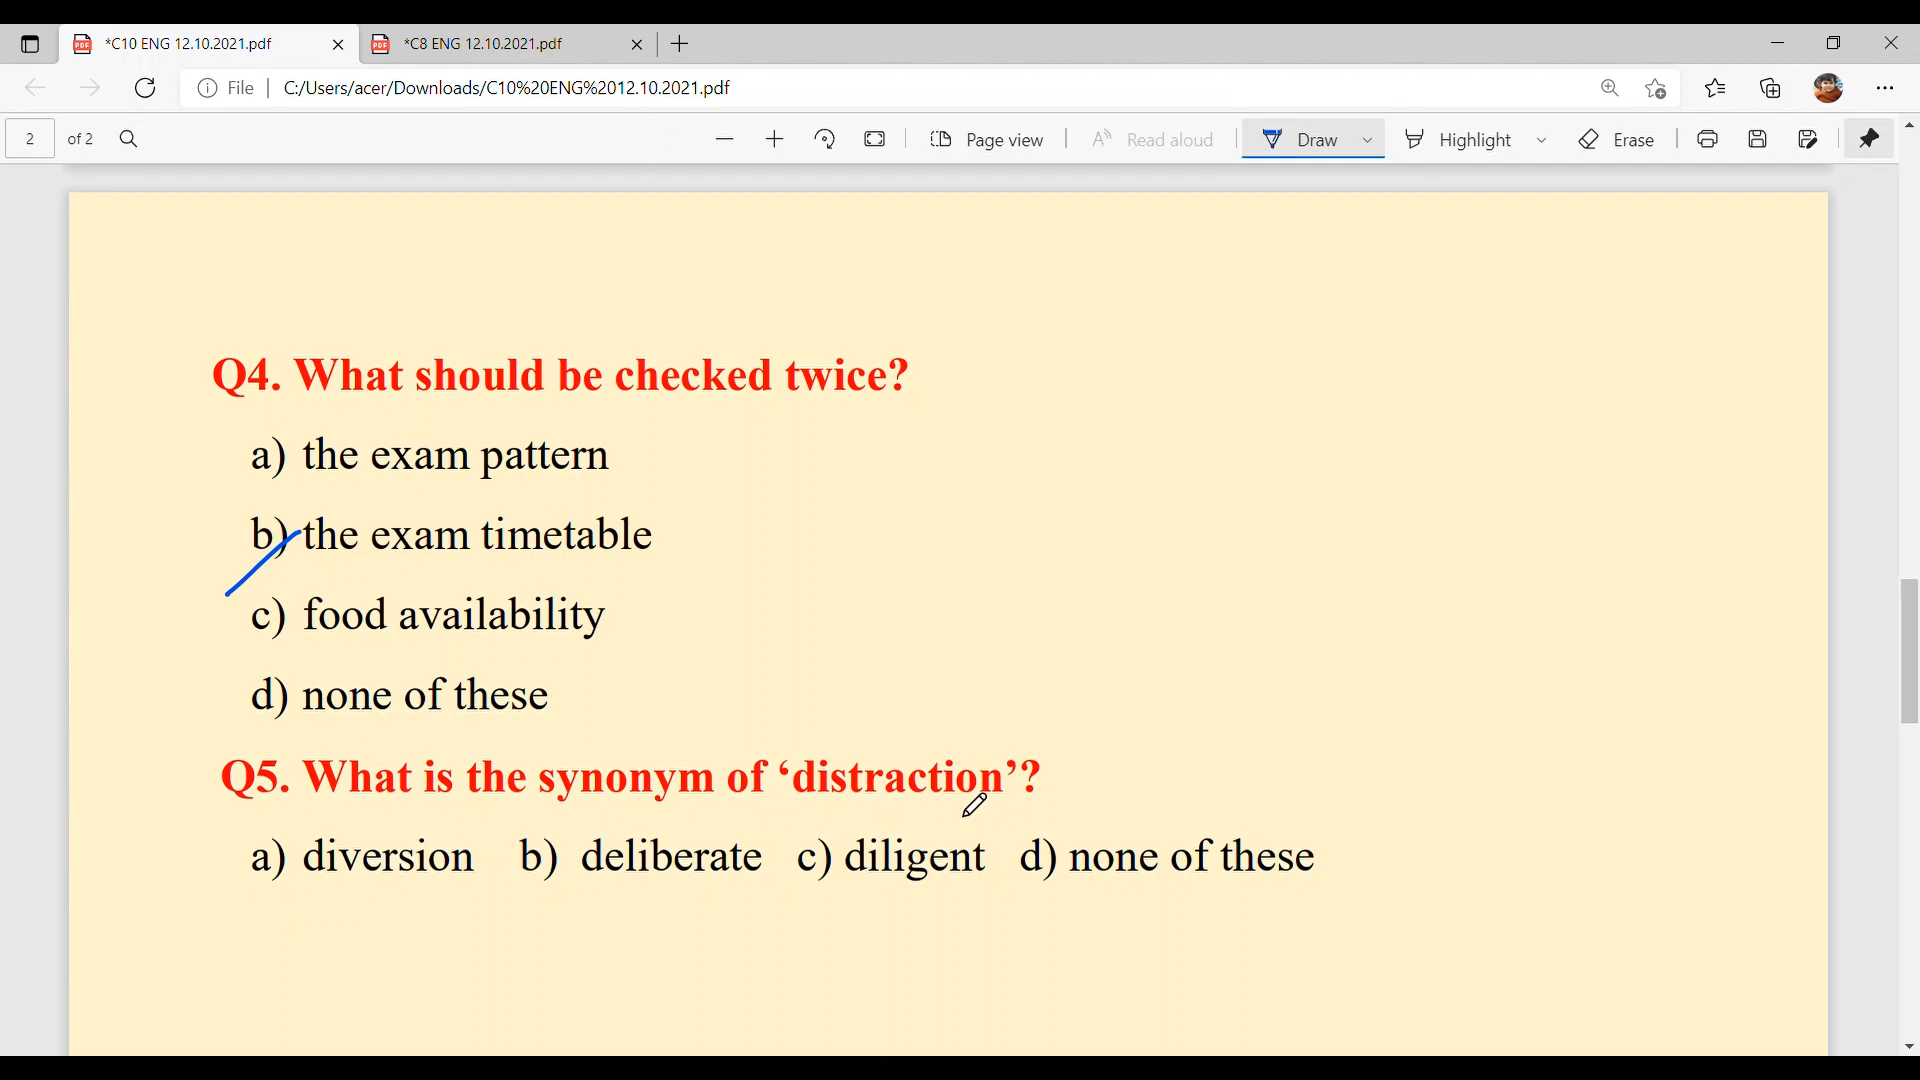 *C10 ENG 12.10.2021.pdf
*C8 ENG 12.10.2021.pdf
File
C:/Users/acer/Downloads/C10%20ENG%2012.10.2021.pdf
2 of 2
Page view
Read aloud
Draw
Highlight
Erase
Q4. What should be checked twice?
a) the exam pattern
b) the exam timetable
c) food availability
d) none of these
Q5. What is the synonym of ‘distraction’?
a) diversion b) deliberate c) diligent d) none of these